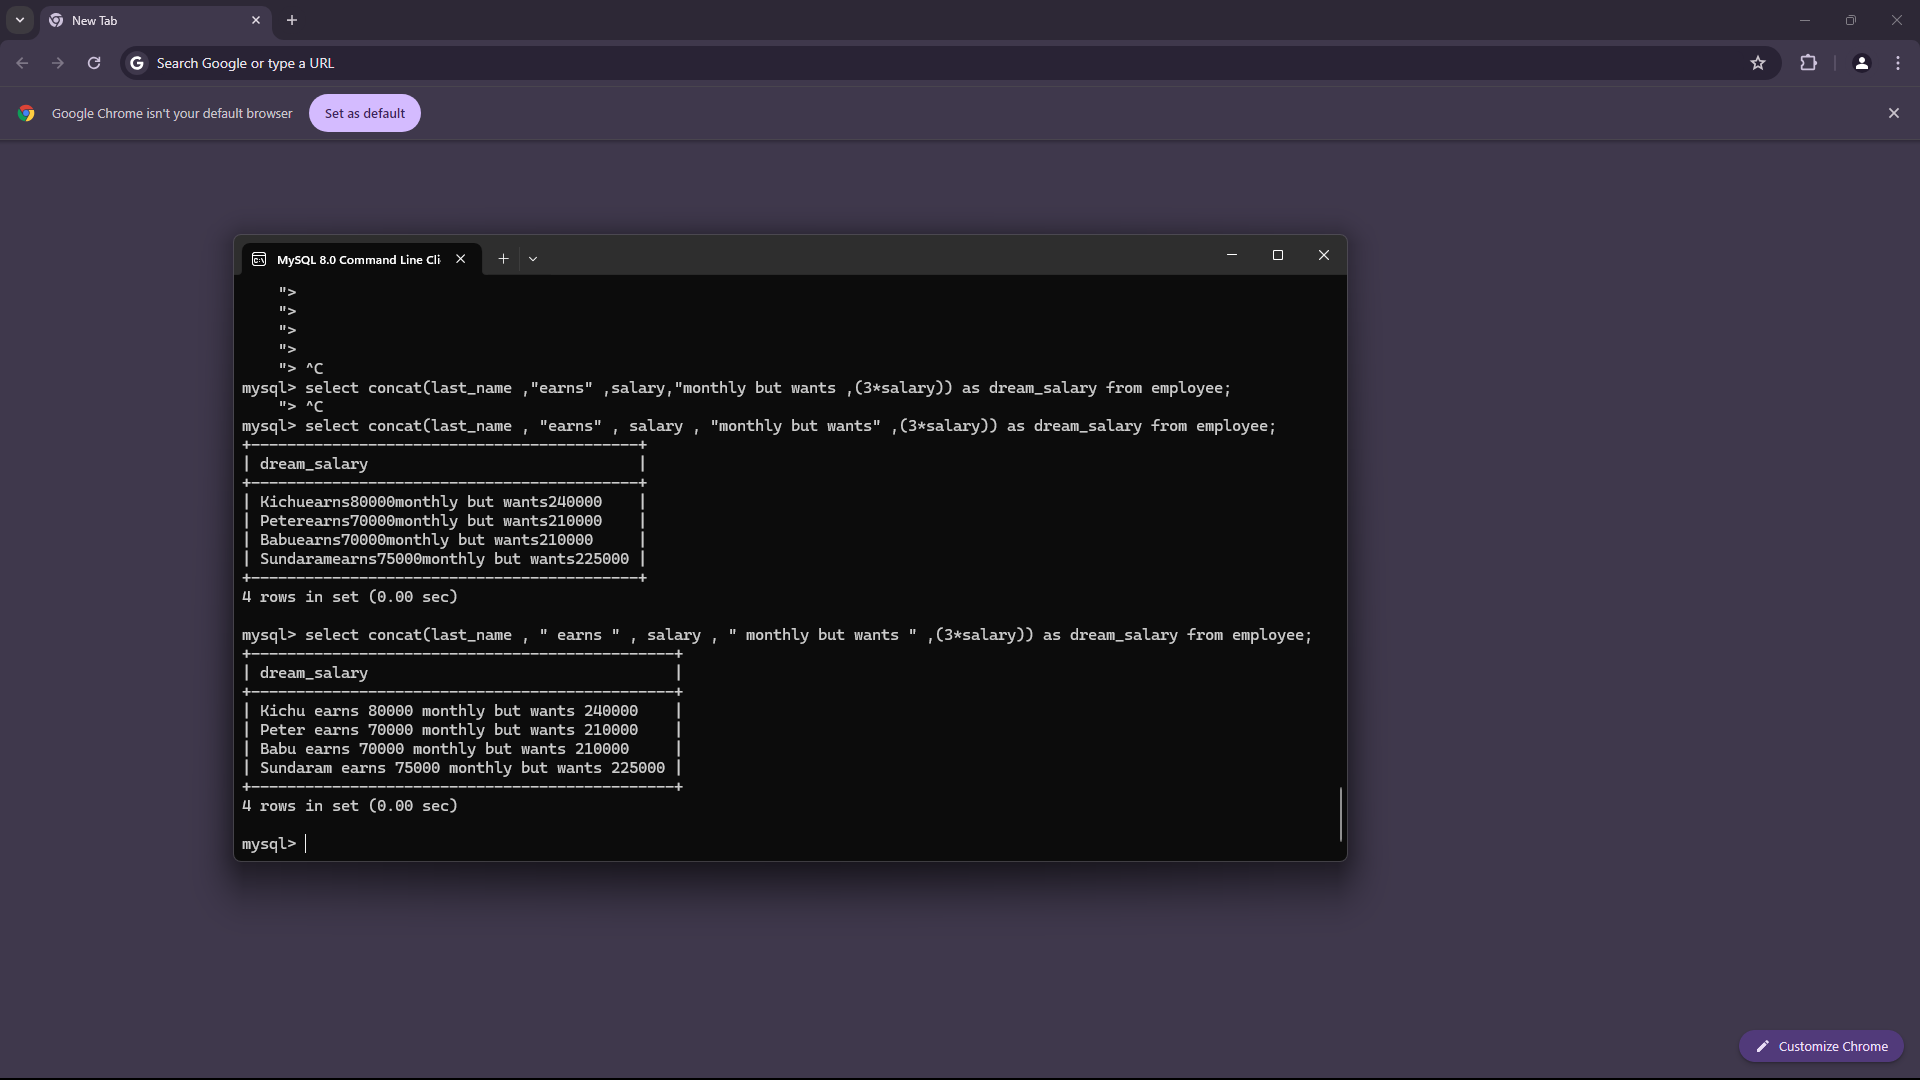 New Tab
Search Google or type a URL
Google Chrome isn't your default browser
Set as default
MySQL 8.0 Command Line Cli
">
">
">
">
"> ^C
mysql> select concat(last_name ,"earns" ,salary,"monthly but wants ,(3*salary)) as dream_salary from employee;
"> ^C
mysql> select concat(last_name , "earns" , salary , "monthly but wants" ,(3*salary)) as dream_salary from employee;
+-------------------------------------------+
| dream_salary                              |
+-------------------------------------------+
| Kichuearns80000monthly but wants240000    |
| Peterearns70000monthly but wants210000    |
| Babuearns70000monthly but wants210000     |
| Sundaramearns75000monthly but wants225000 |
+-------------------------------------------+
4 rows in set (0.00 sec)
mysql> select concat(last_name , " earns " , salary , " monthly but wants " ,(3*salary)) as dream_salary from employee;
+-----------------------------------------------+
| dream_salary                                  |
+-----------------------------------------------+
| Kichu earns 80000 monthly but wants 240000    |
| Peter earns 70000 monthly but wants 210000    |
| Babu earns 70000 monthly but wants 210000     |
| Sundaram earns 75000 monthly but wants 225000 |
+-----------------------------------------------+
4 rows in set (0.00 sec)
mysql>
Customize Chrome